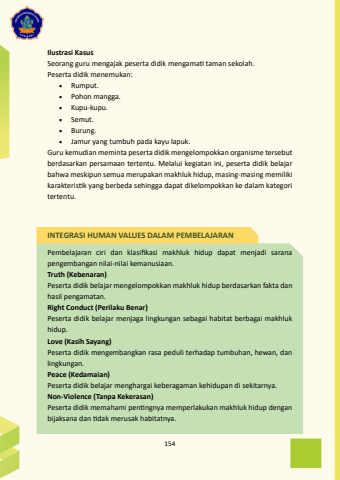 Ilustrasi Kasus
Seorang guru mengajak peserta didik mengamati taman sekolah.
Peserta didik menemukan:
• Rumput.
• Pohon mangga.
• Kupu-kupu.
• Semut.
• Burung.
• Jamur yang tumbuh pada kayu lapuk.
Guru kemudian meminta peserta didik mengelompokkan organisme tersebut
berdasarkan persamaan tertentu. Melalui kegiatan ini, peserta didik belajar
bahwa meskipun semua merupakan makhluk hidup, masing-masing memiliki
karakteristik yang berbeda sehingga dapat dikelompokkan ke dalam kategori
tertentu.
INTEGRASI HUMAN VALUES DALAM PEMBELAJARAN
Pembelajaran ciri dan klasifikasi makhluk hidup dapat menjadi sarana
pengembangan nilai-nilai kemanusiaan.
Truth (Kebenaran)
Peserta didik belajar mengelompokkan makhluk hidup berdasarkan fakta dan
hasil pengamatan.
Right Conduct (Perilaku Benar)
Peserta didik belajar menjaga lingkungan sebagai habitat berbagai makhluk
hidup.
Love (Kasih Sayang)
Peserta didik mengembangkan rasa peduli terhadap tumbuhan, hewan, dan
lingkungan.
Peace (Kedamaian)
Peserta didik belajar menghargai keberagaman kehidupan di sekitarnya.
Non-Violence (Tanpa Kekerasan)
Peserta didik memahami pentingnya memperlakukan makhluk hidup dengan
bijaksana dan tidak merusak habitatnya.
154